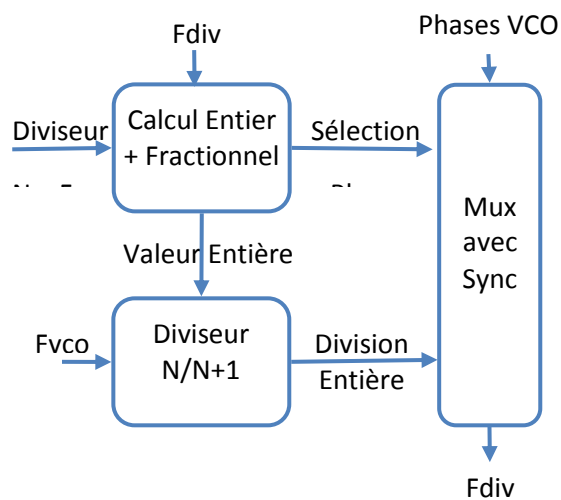 Fdiv
Phases VCO
Diviseur
Calcul Entier
+ Fractionnel
Sélection
Valeur Entière
Mux
avec
Sync
Fvco
Diviseur
N/N+1
Division
Entière
Fdiv